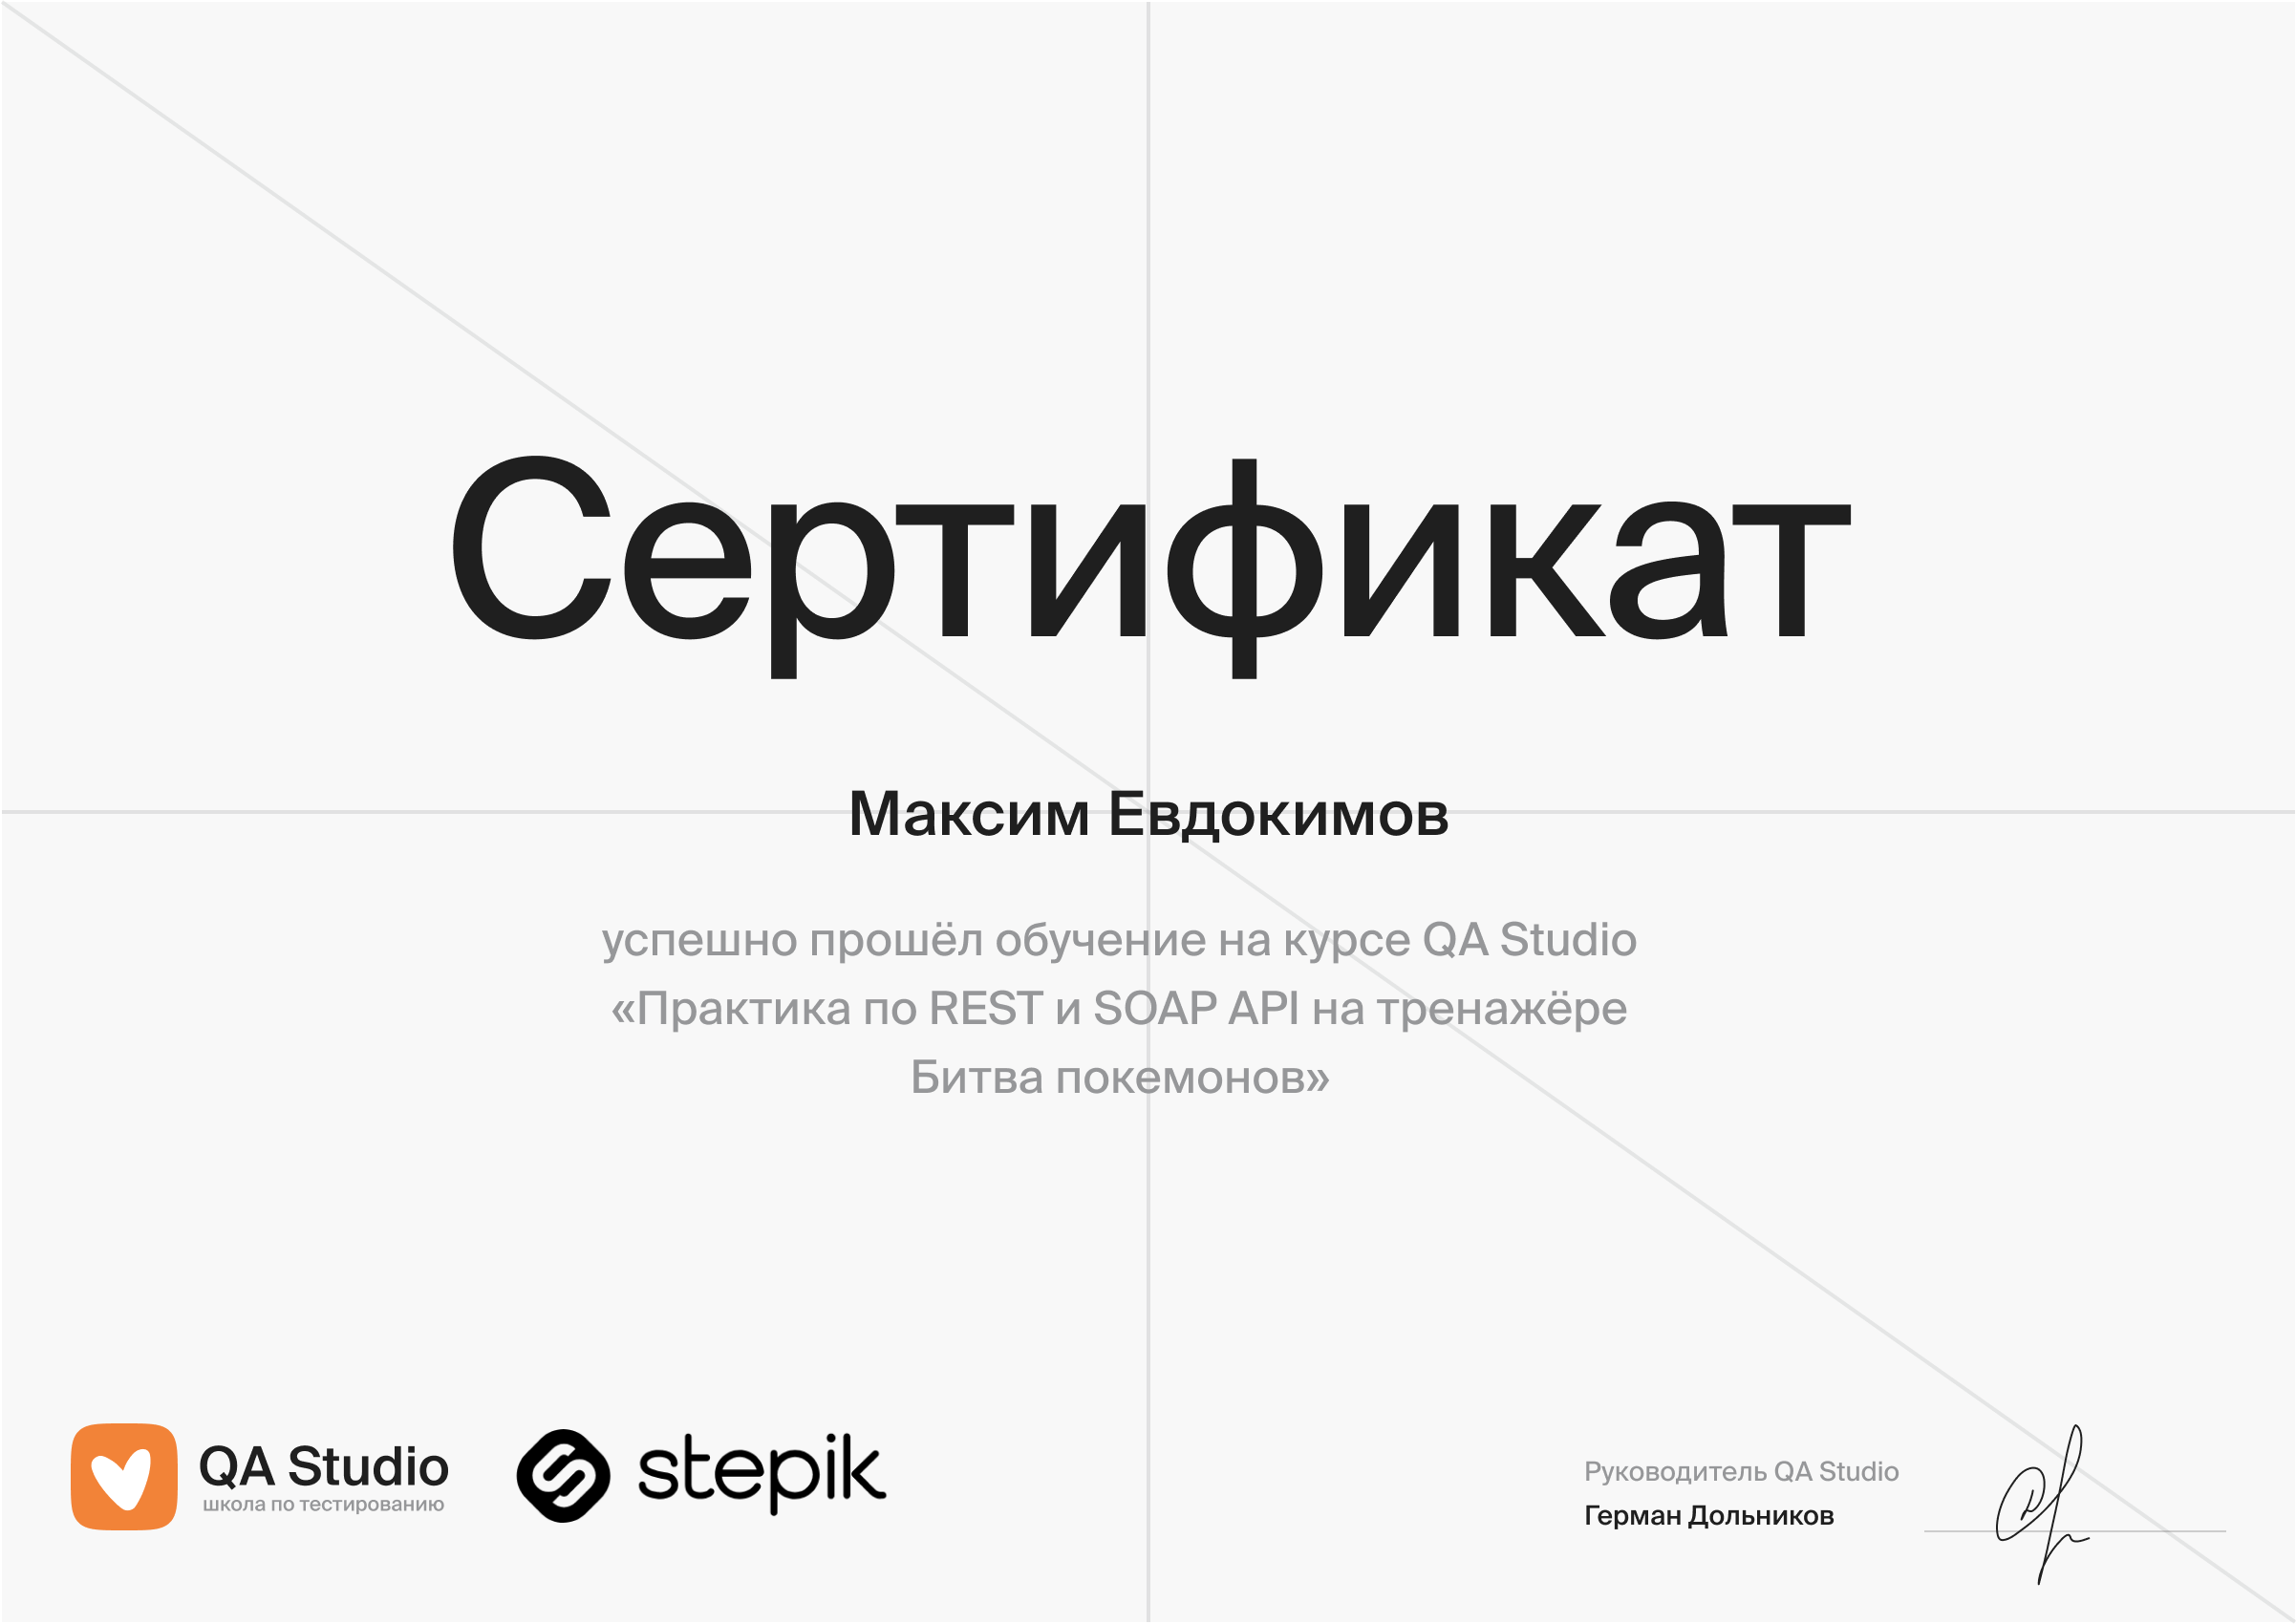 Сертификат
Максим Евдокимов
успешно прошёл обучение на курсе QA Studio
«Практика по REST и SOAP API на тренажёре
Битва покемонов»
QA Studio
школа по тестированию
stepik
Руководитель QA Studio
Герман Дольников